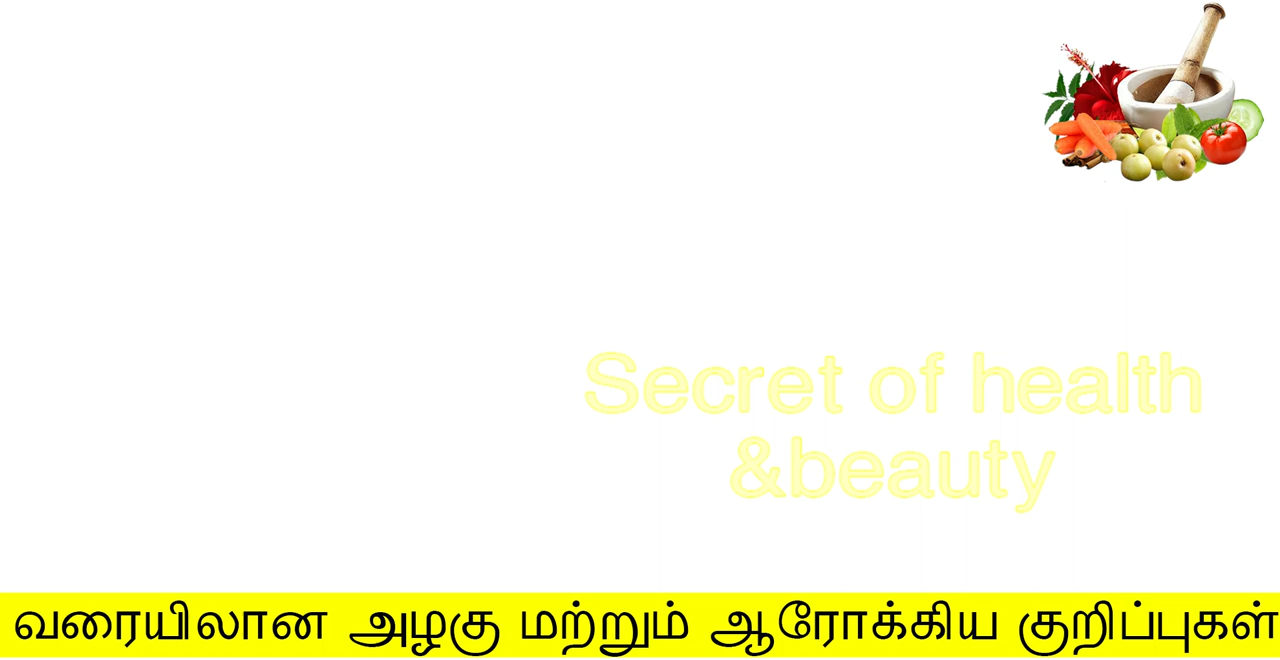 Secret of health
&beauty
வரையிலான அழகு மற்றும் ஆரோக்கிய குறிப்புகள்